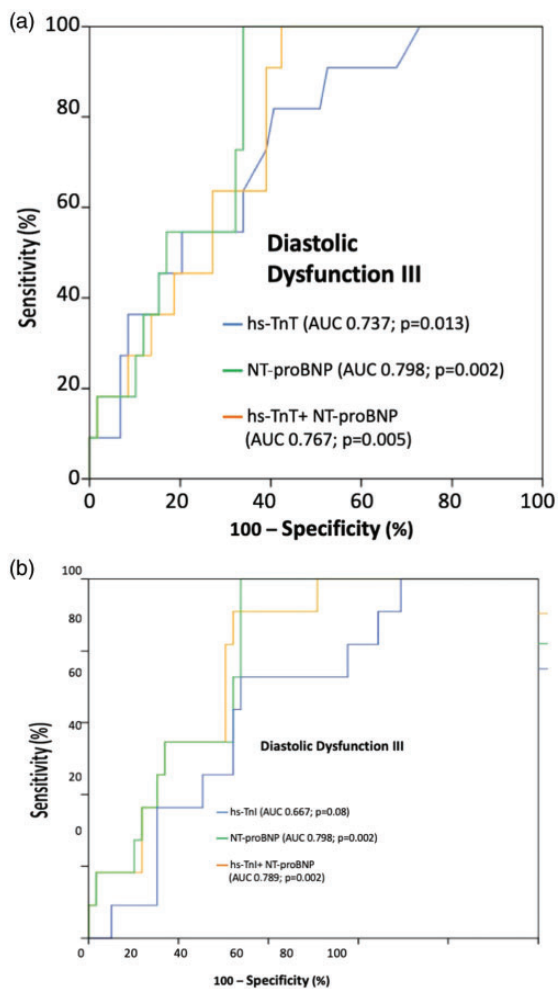 (a)
100
80
60
40
20
0
Sensitivity (%)
Diastolic
Dysfunction III
hs-TnT (AUC 0.737; p=0.013)
NT-proBNP (AUC 0.798; p=0.002)
hs-TnT+ NT-proBNP
(AUC 0.767; p=0.005)
0 20 40 60 80 100
100 – Specificity (%)
(b)
100
80
60
40
20
0
Sensitivity (%)
Diastolic Dysfunction III
hs-TnI (AUC 0.667; p=0.08)
NT-proBNP (AUC 0.798; p=0.002)
hs-TnI+ NT-proBNP
(AUC 0.789; p=0.002)
0 20 40 60 80 100
100 – Specificity (%)